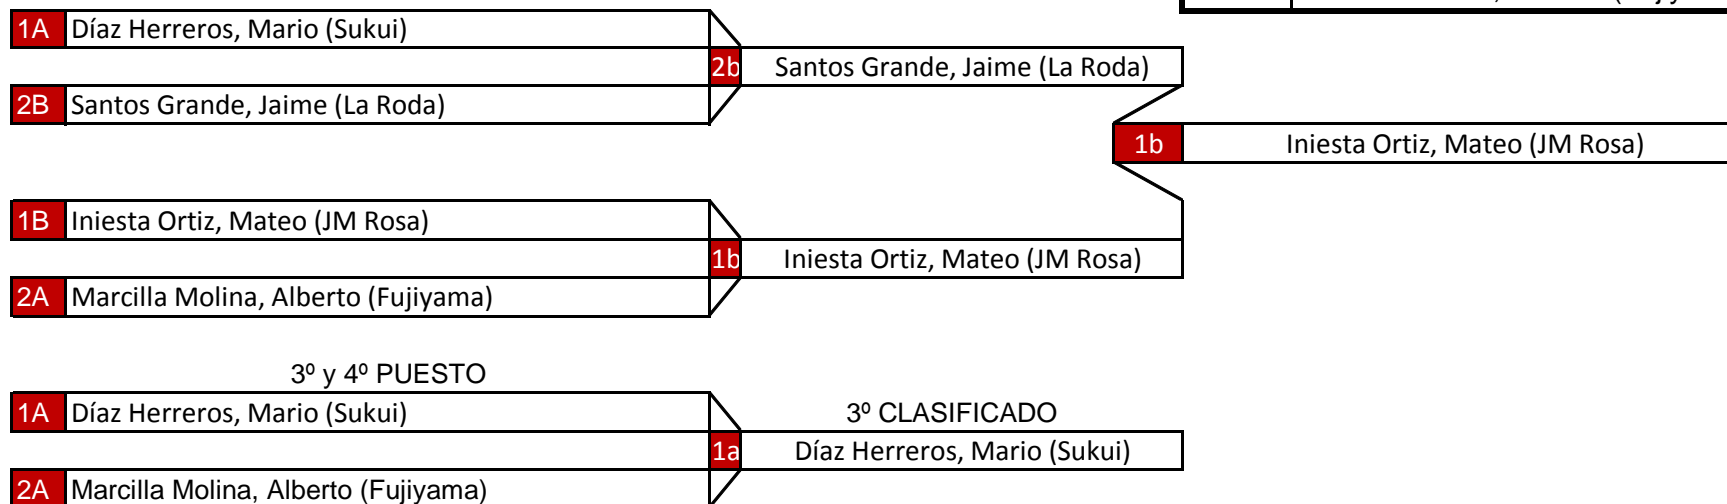 1A Díaz Herreros, Mario (Sukui)
2b Santos Grande, Jaime (La Roda)
2B Santos Grande, Jaime (La Roda)
1b Iniesta Ortiz, Mateo (JM Rosa)
1B Iniesta Ortiz, Mateo (JM Rosa)
1b Iniesta Ortiz, Mateo (JM Rosa)
2A Marcilla Molina, Alberto (Fujiyama)
3º y 4º PUESTO
1A Díaz Herreros, Mario (Sukui)
3º CLASIFICADO
1a Díaz Herreros, Mario (Sukui)
2A Marcilla Molina, Alberto (Fujiyama)